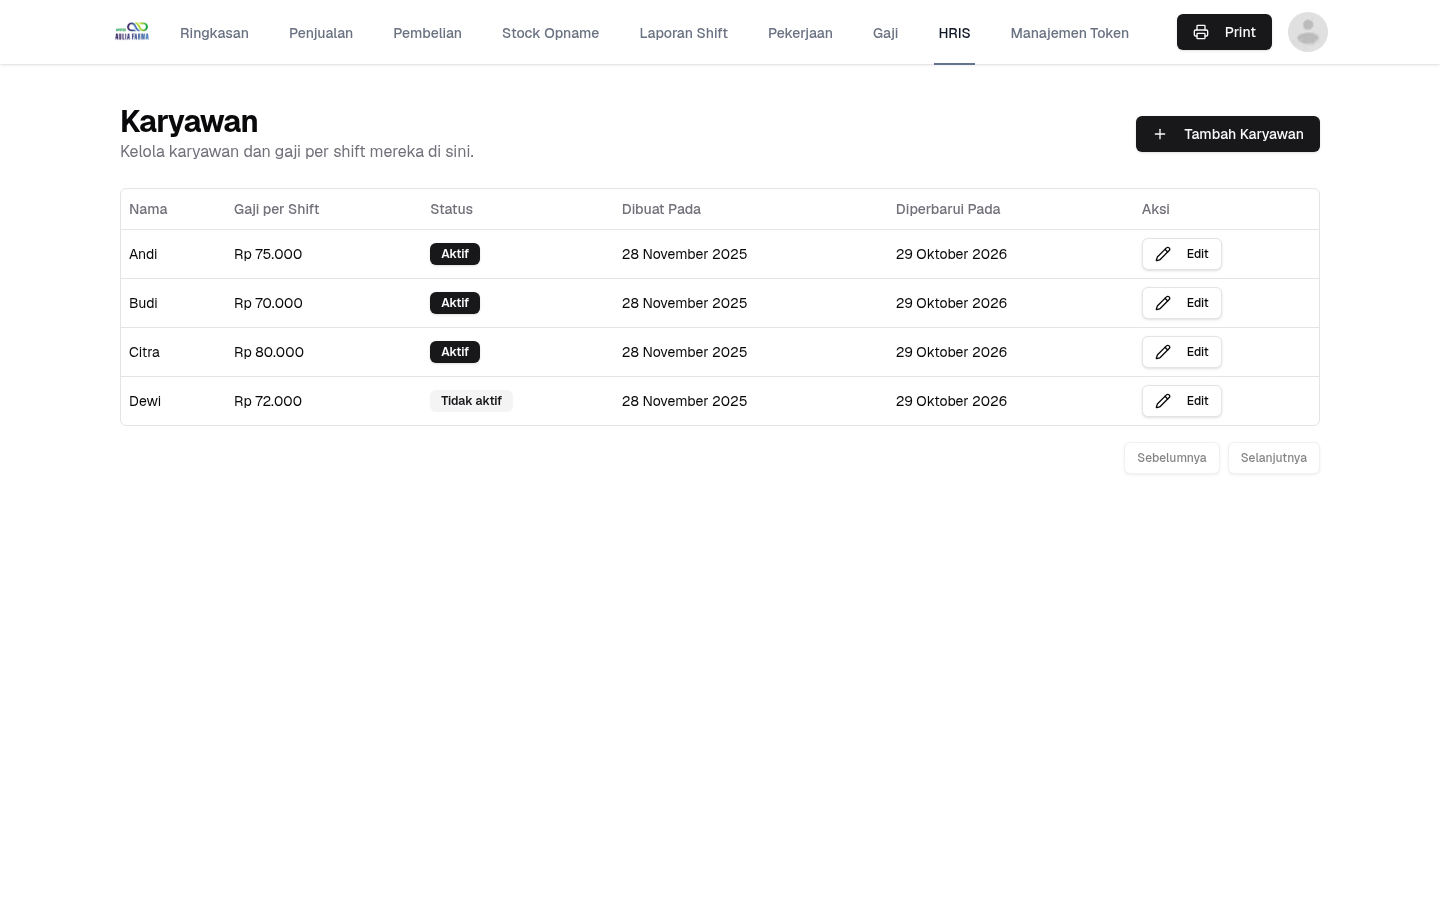 AULIA FARMA
Ringkasan Penjualan Pembelian Stock Opname Laporan Shift Pekerjaan Gaji HRIS Manajemen Token Print
Karyawan
Kelola karyawan dan gaji per shift mereka di sini.
Tambah Karyawan
Nama Gaji per Shift Status Dibuat Pada Diperbarui Pada Aksi
Andi Rp 75.000 Aktif 28 November 2025 29 Oktober 2026 Edit
Budi Rp 70.000 Aktif 28 November 2025 29 Oktober 2026 Edit
Citra Rp 80.000 Aktif 28 November 2025 29 Oktober 2026 Edit
Dewi Rp 72.000 Tidak aktif 28 November 2025 29 Oktober 2026 Edit
Sebelumnya Selanjutnya